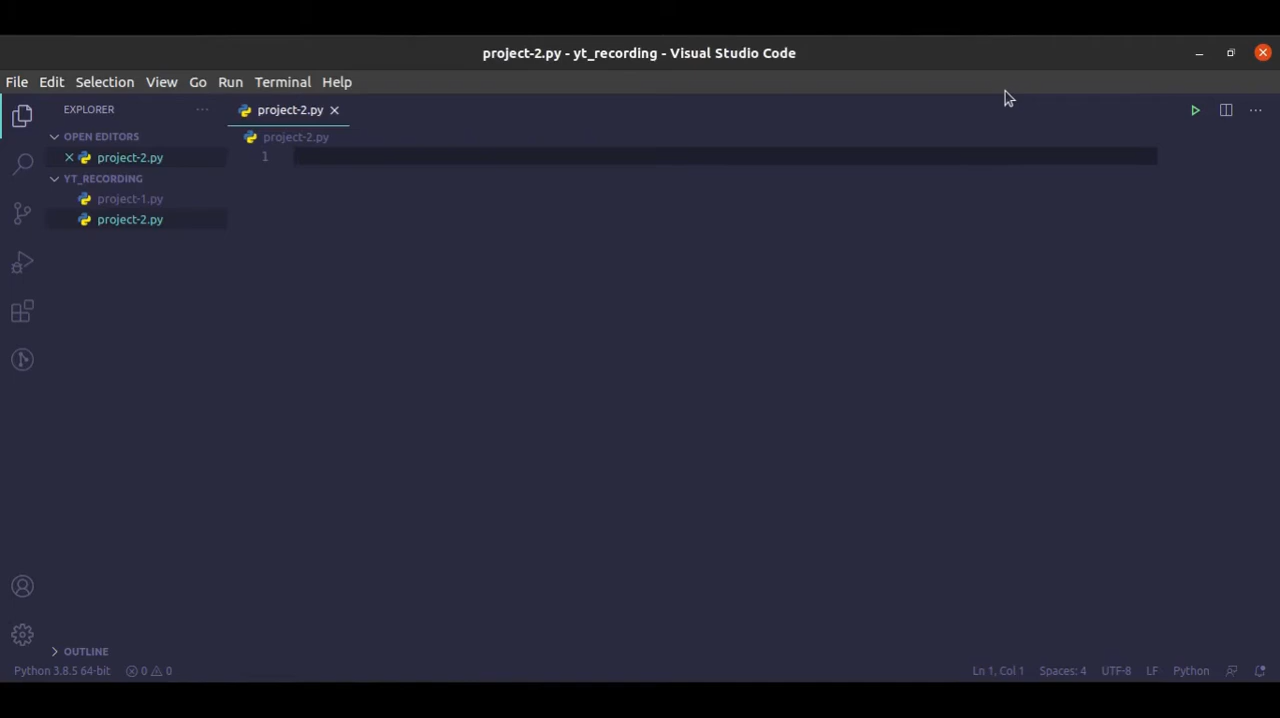 project-2.py - yt_recording - Visual Studio Code
File Edit Selection View Go Run Terminal Help
EXPLORER
project-2.py
OPEN EDITORS
project-2.py
project-2.py
1
YT_RECORDING
project-1.py
project-2.py
OUTLINE
Python 3.8.5 64-bit 0 0 Ln 1, Col 1 Spaces: 4 UTF-8 LF Python